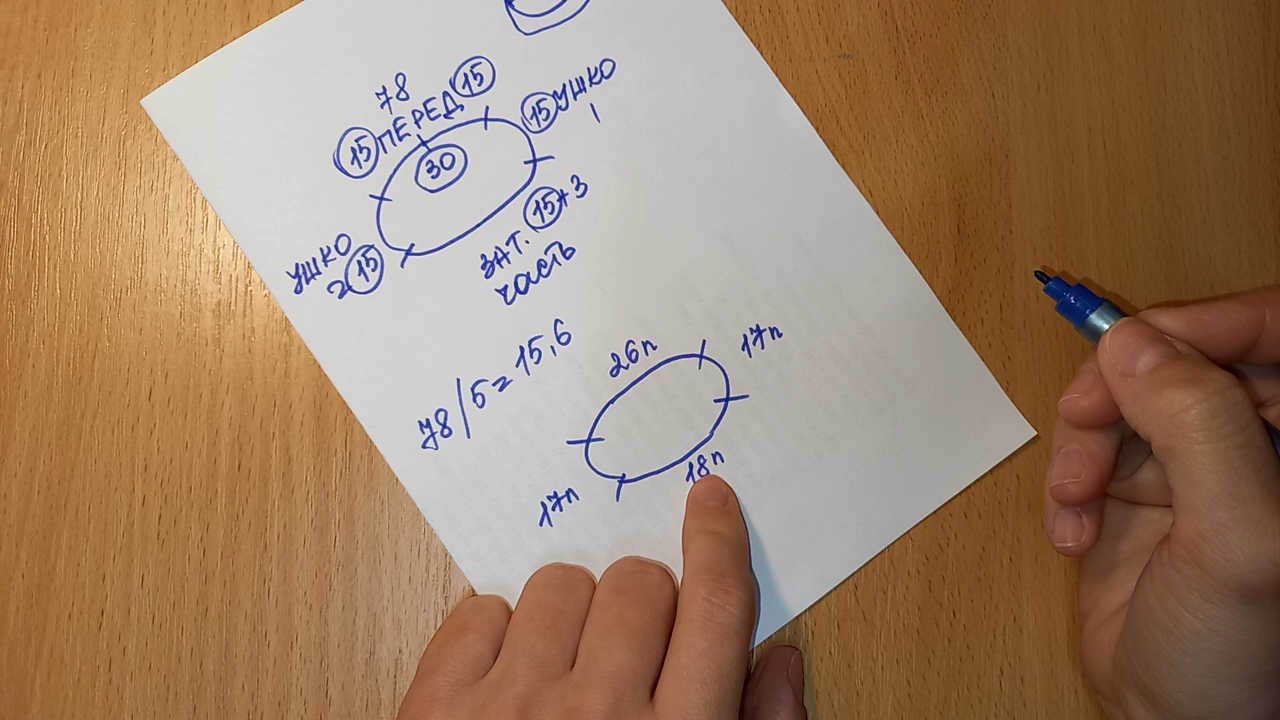 78
15 ПЕРЕД 15
30
15 УШКО
1
УШКО
2 15
ЗАТ. 15+3
часть
78/5=15,6
26п
17п
18п
17п